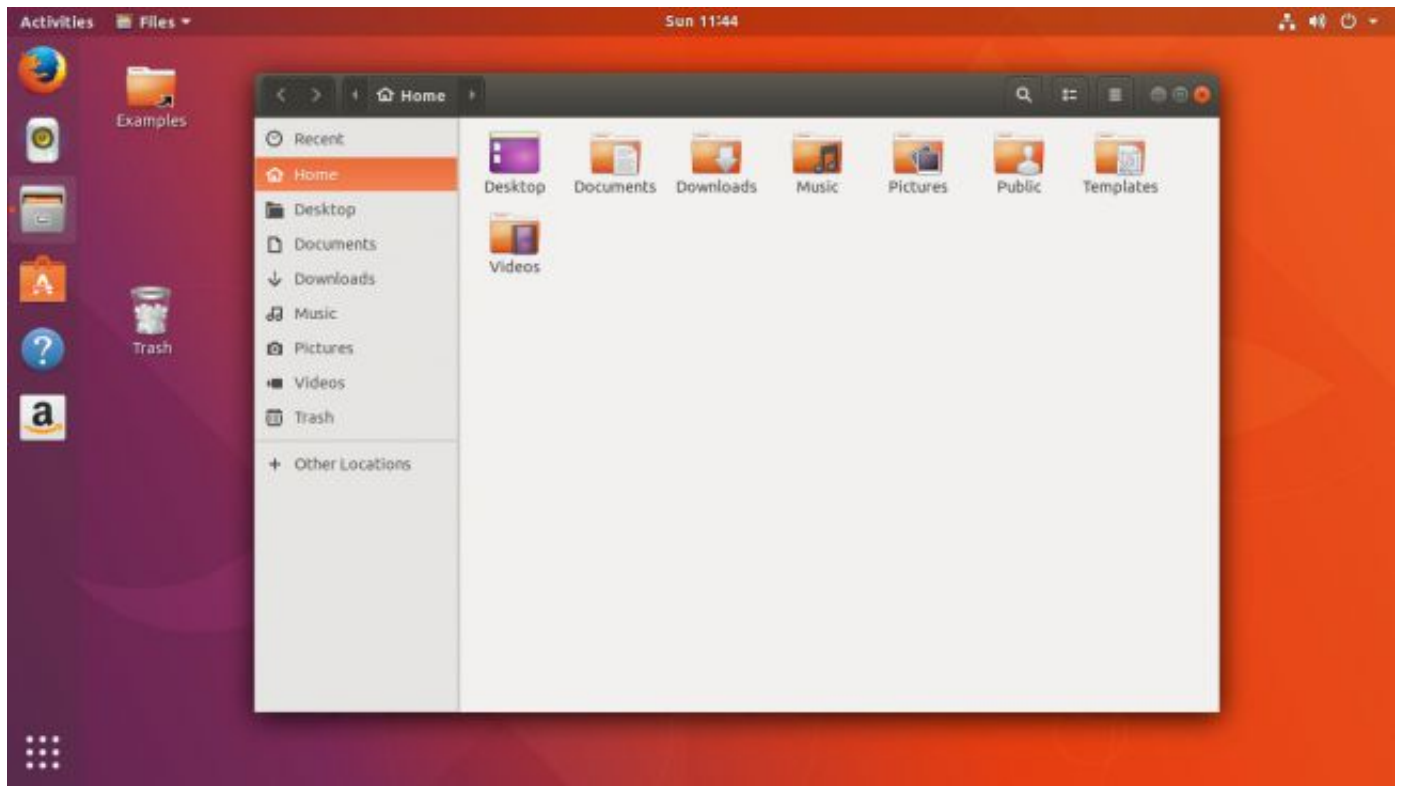 Activities Files Sun 11:44
Examples
Trash
Home
Recent
Home
Desktop
Documents
Downloads
Music
Pictures
Videos
Trash
Other Locations
Desktop Documents Downloads Music Pictures Public Templates
Videos